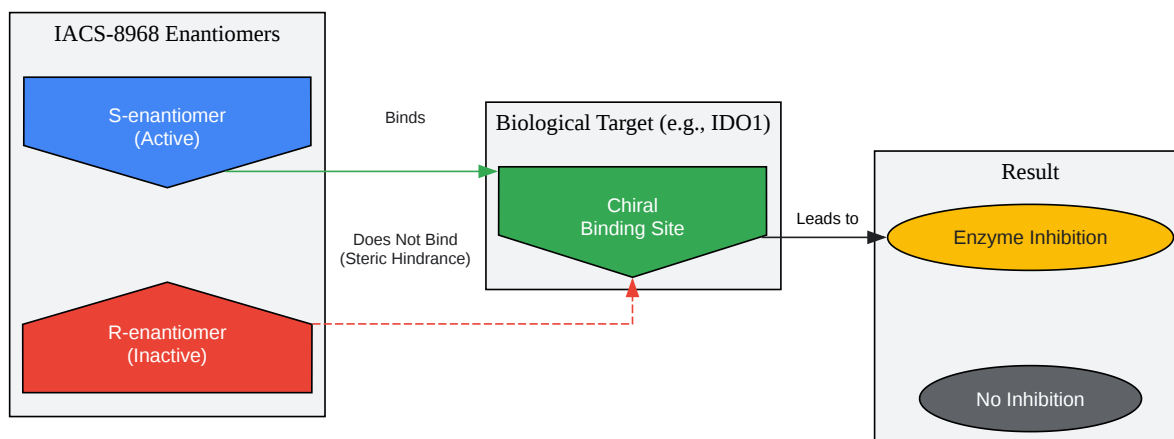 IACS-8968 Enantiomers
S-enantiomer
(Active)
R-enantiomer
(Inactive)
Binds
Does Not Bind
(Steric Hindrance)
Biological Target (e.g., IDO1)
Chiral
Binding Site
Leads to
Result
Enzyme Inhibition
No Inhibition